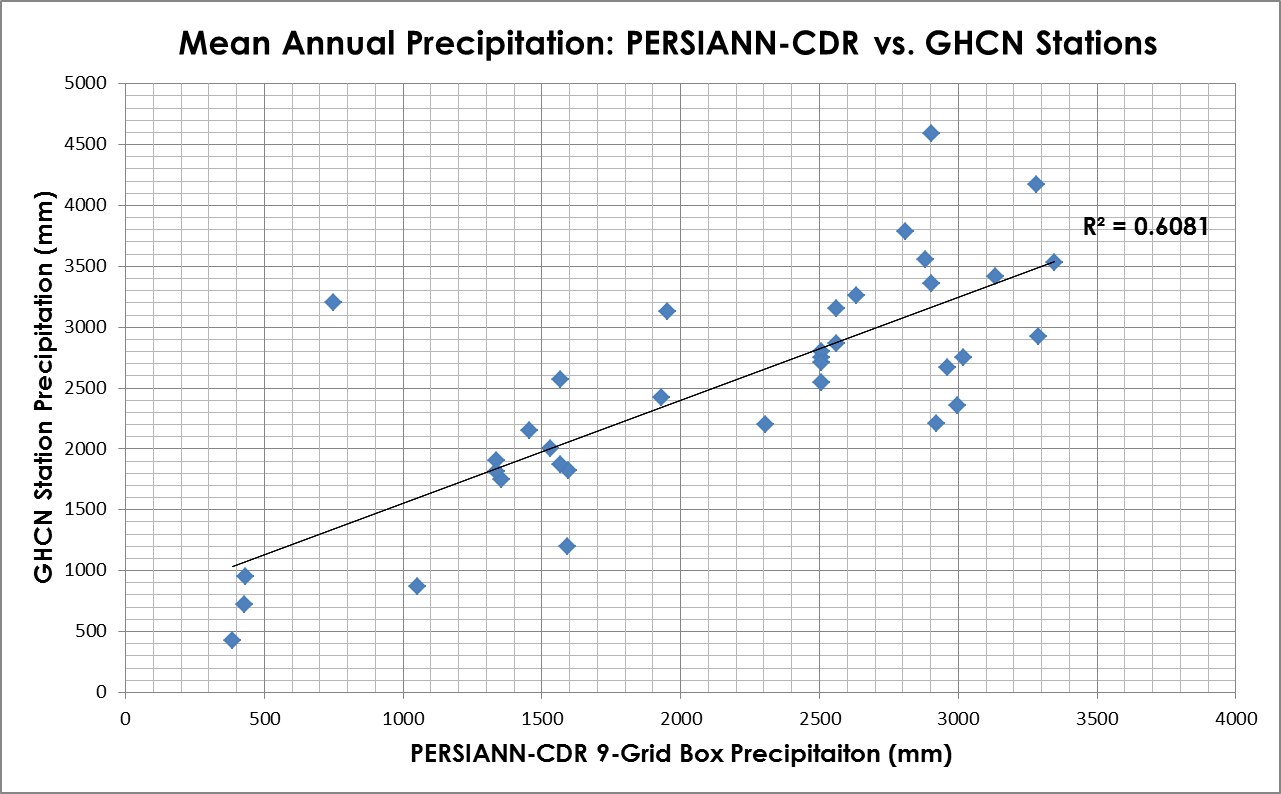 Mean Annual Precipitation: PERSIANN-CDR vs. GHCN Stations
5000
4500
4000
3500
3000
2500
2000
1500
1000
500
0
GHCN Station Precipitation (mm)
R² = 0.6081
0 500 1000 1500 2000 2500 3000 3500 4000
PERSIANN-CDR 9-Grid Box Precipitaiton (mm)